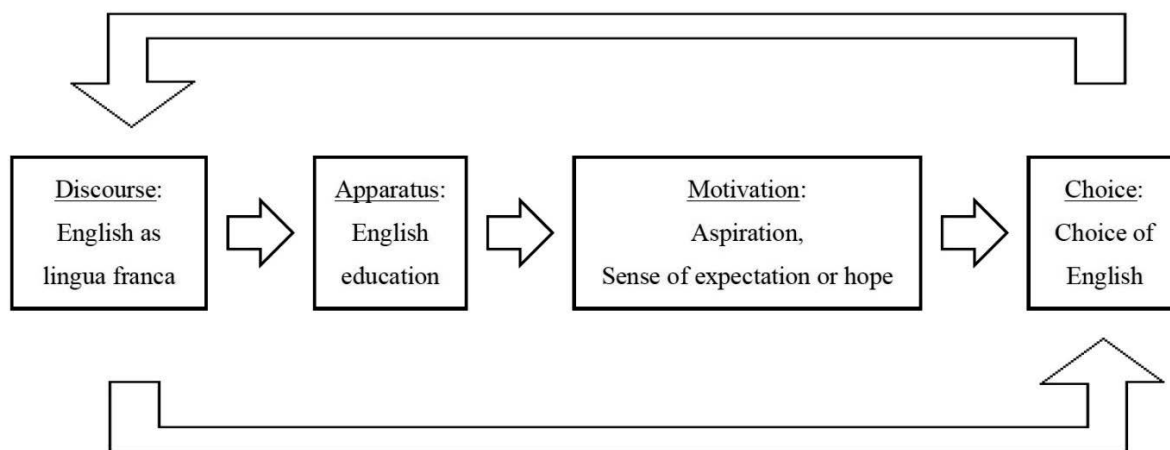 Discourse:
English as
lingua franca
Apparatus:
English
education
Motivation:
Aspiration,
Sense of expectation or hope
Choice:
Choice of
English